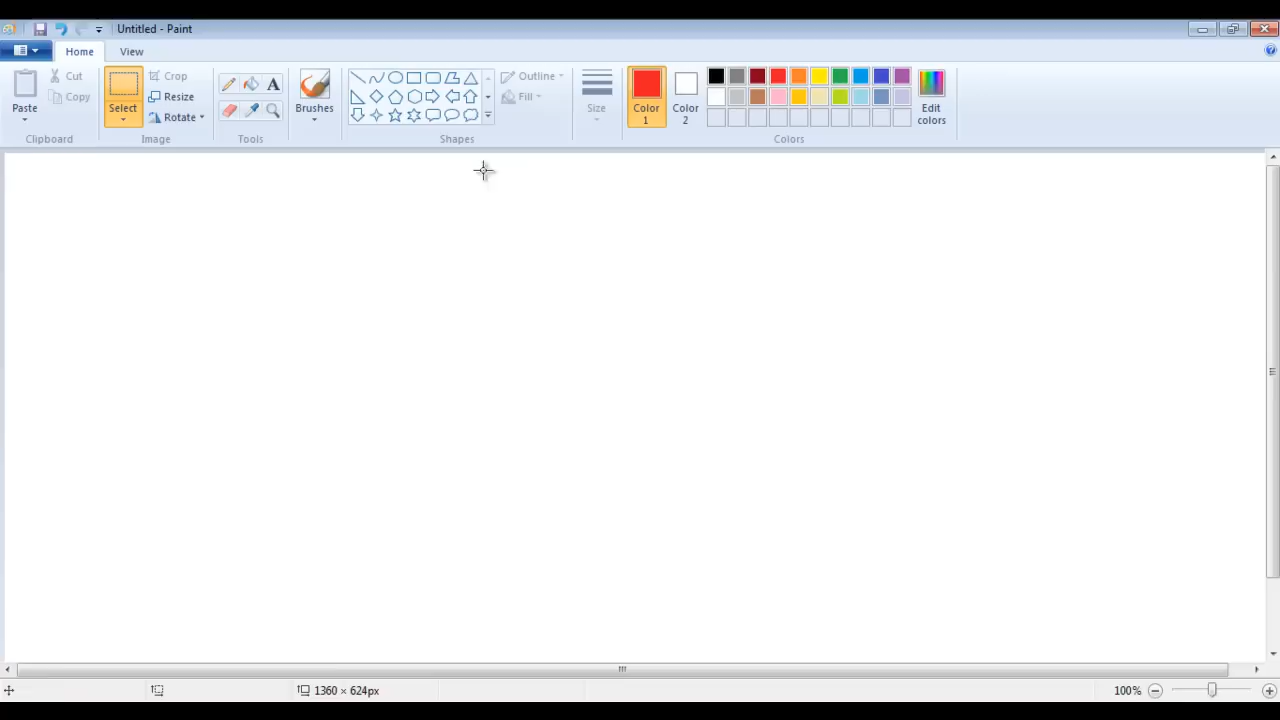 Untitled - Paint
Home View
Paste
Cut
Copy
Clipboard
Select
Crop
Resize
Rotate
Image
A
Tools
Brushes
Shapes
Outline
Fill
Size
Color 1
Color 2
Edit colors
Colors
1360 × 624px
100%